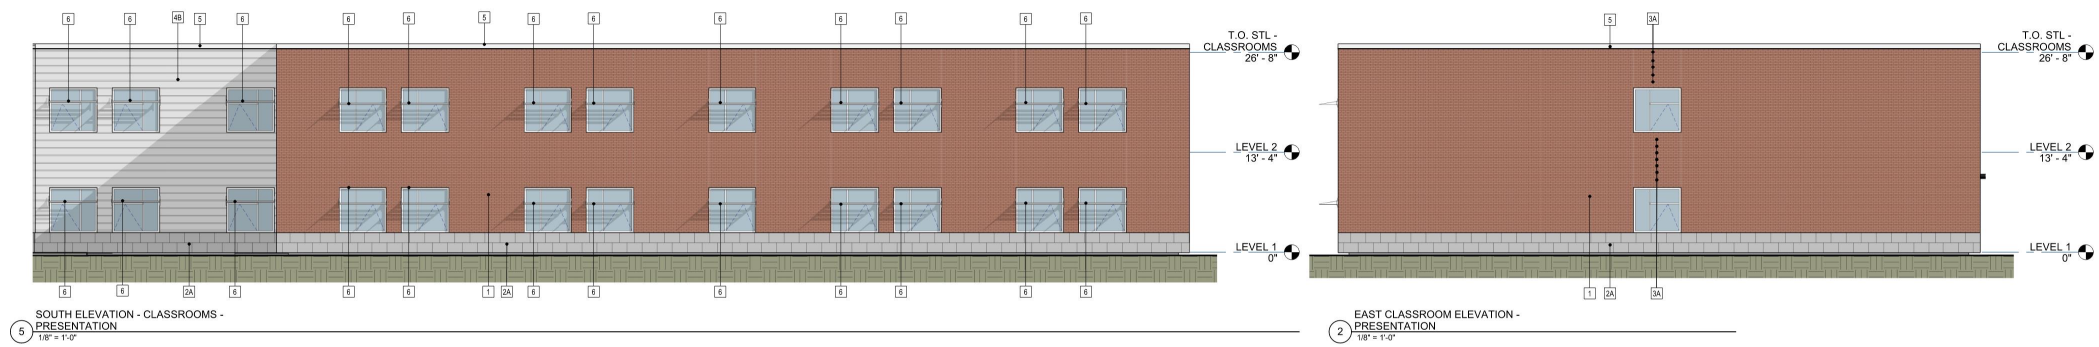 6 6 4B 5 6 6 6 5 6 6 6 6 6 6 6
T.O. STL -
CLASSROOMS
26' - 8"
LEVEL 2
13' - 4"
LEVEL 1
0"
6 6 2A 6 6 6 1 2A 6 6 6 6 6 6 6
5
SOUTH ELEVATION - CLASSROOMS -
PRESENTATION
1/8" = 1'-0"
5 3A
T.O. STL -
CLASSROOMS
26' - 8"
LEVEL 2
13' - 4"
LEVEL 1
0"
1 2A 3A
2
EAST CLASSROOM ELEVATION -
PRESENTATION
1/8" = 1'-0"